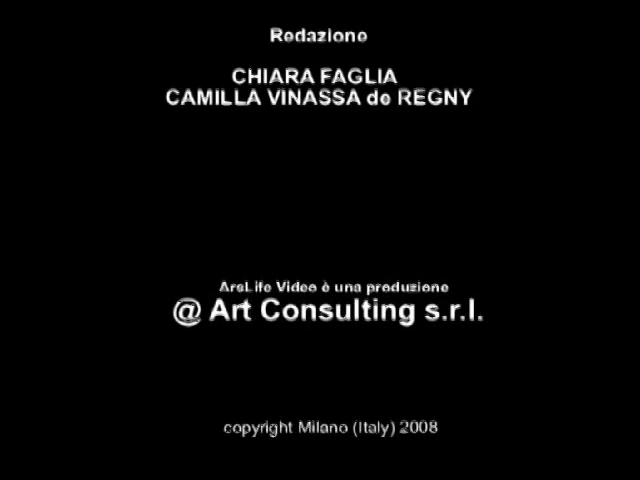 Redazione
CHIARA FAGLIA
CAMILLA VINASSA de REGNY
ArsLife Video è una produzione
@ Art Consulting s.r.l.
copyright Milano (Italy) 2008